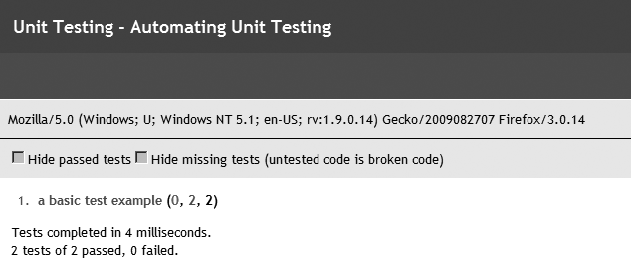 Unit Testing - Automating Unit Testing
Mozilla/5.0 (Windows; U; Windows NT 5.1; en-US; rv:1.9.0.14) Gecko/2009082707 Firefox/3.0.14
Hide passed tests Hide missing tests (untested code is broken code)
1. a basic test example (0, 2, 2)
Tests completed in 4 milliseconds.
2 tests of 2 passed, 0 failed.